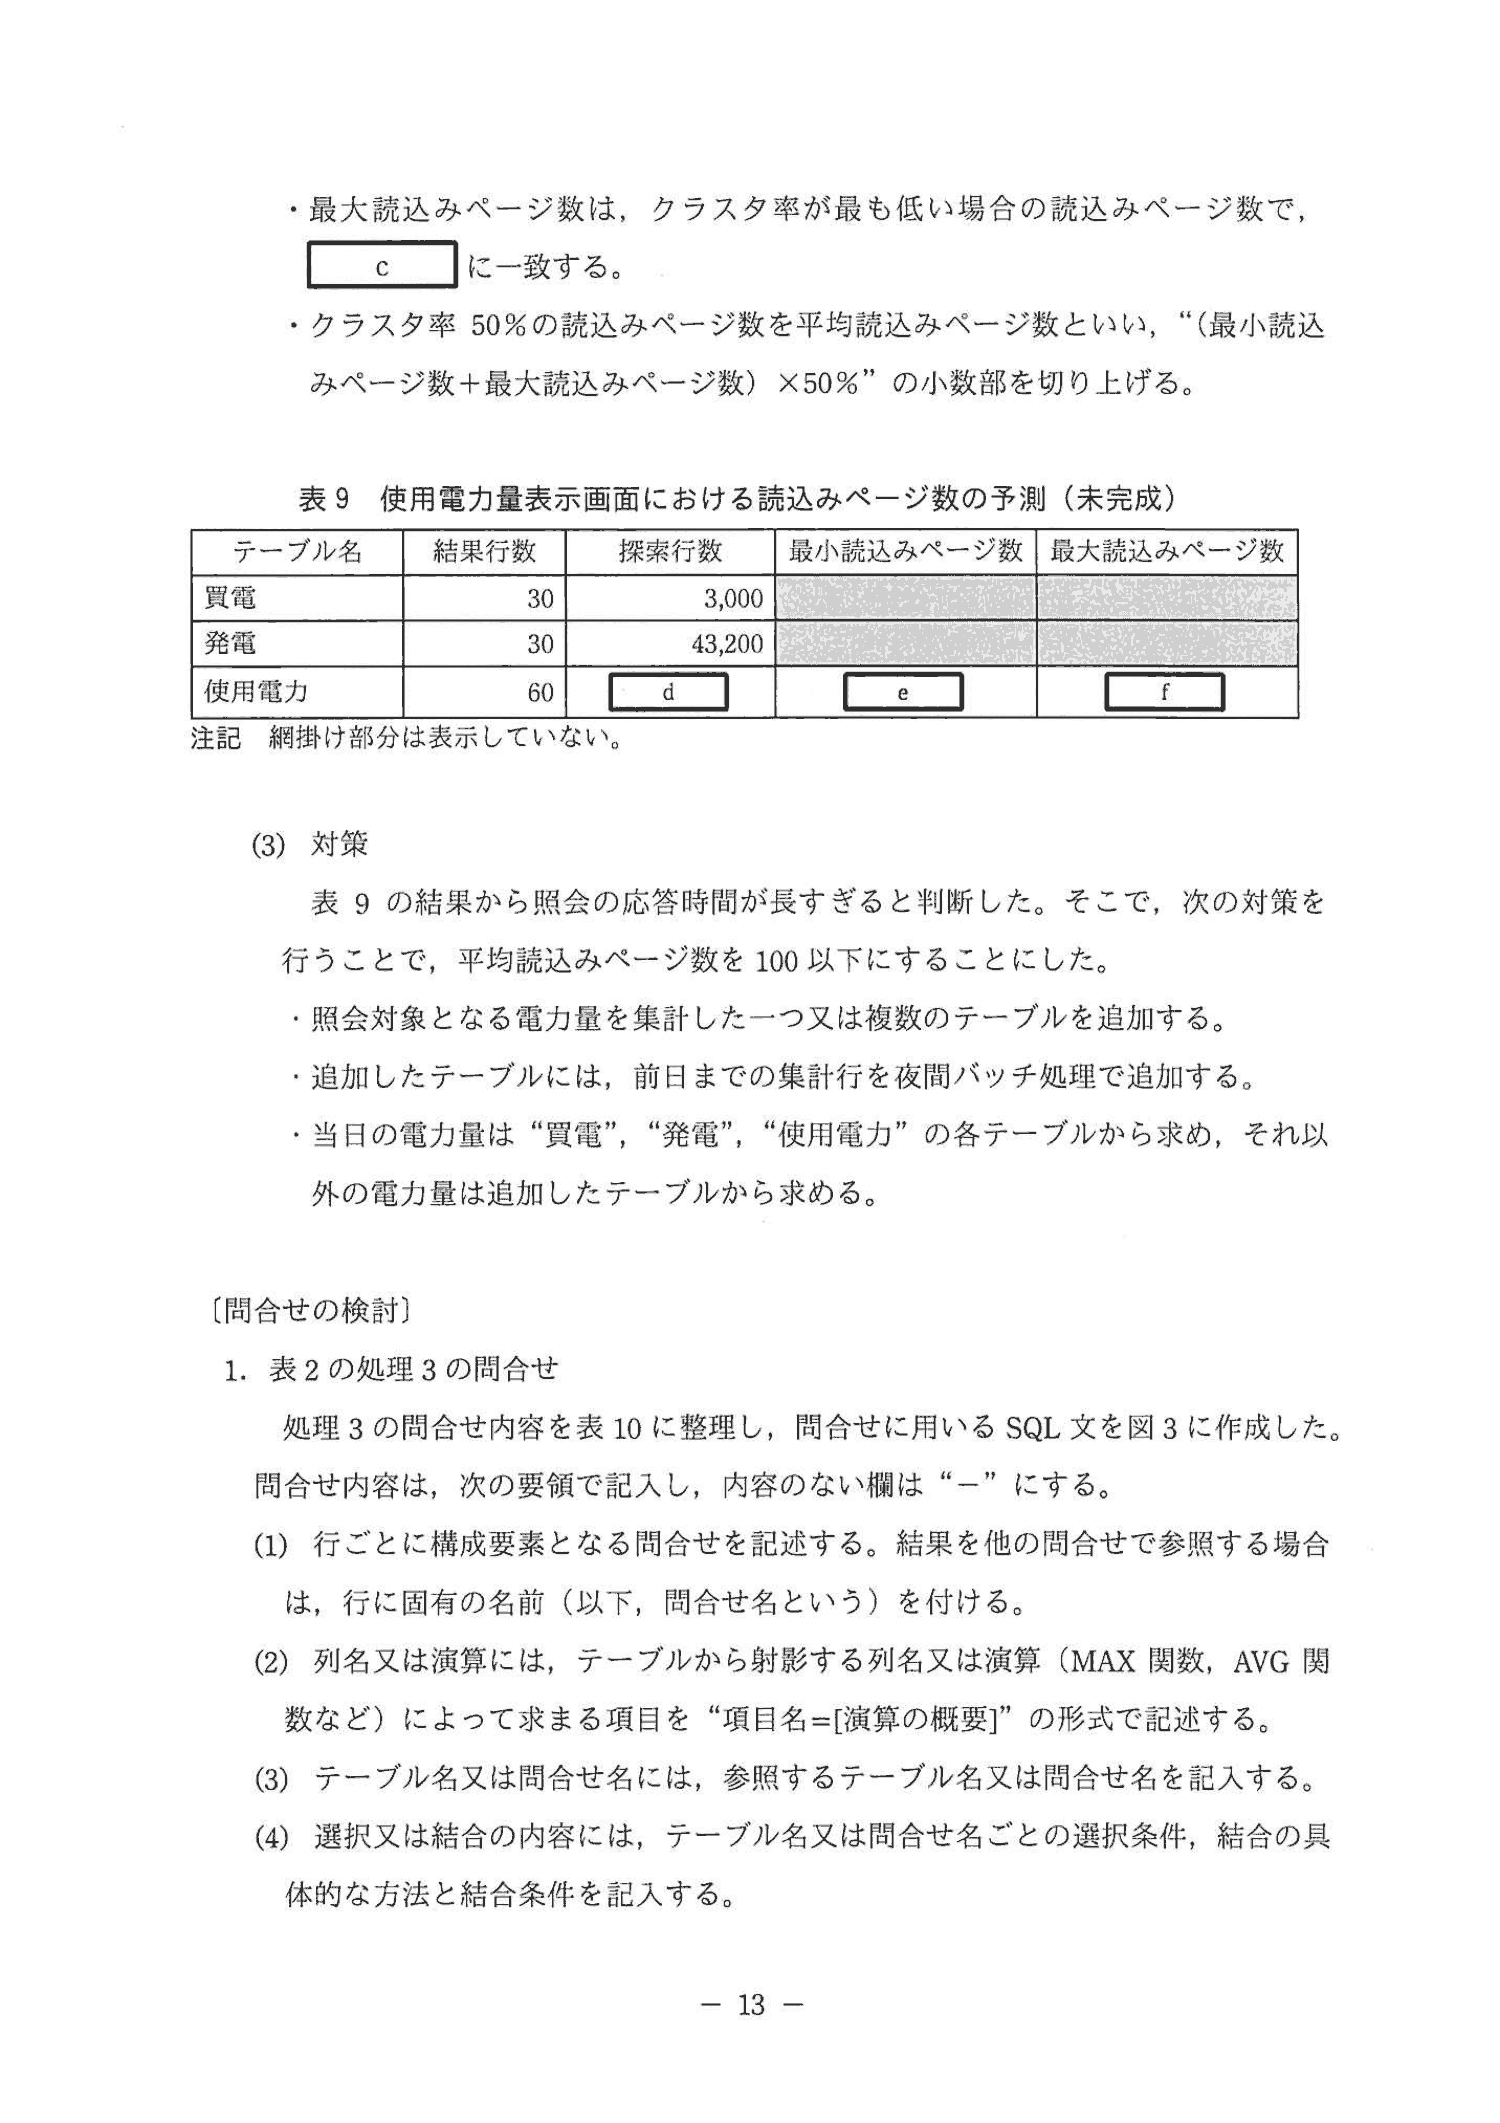 ・最大読込みページ数は，クラスタ率が最も低い場合の読込みページ数で，
c に一致する。
・クラスタ率 50％の読込みページ数を平均読込みページ数といい，“（最小読込
みページ数＋最大読込みページ数）×50％” の小数部を切り上げる。
表 9　使用電力量表示画面における読込みページ数の予測（未完成）
テーブル名 結果行数 探索行数 最小読込みページ数 最大読込みページ数
買電 30 3,000
発電 30 43,200
使用電力 60 d e f
注記　網掛け部分は表示していない。
(3)　対策
表 9 の結果から照会の応答時間が長すぎると判断した。そこで，次の対策を
行うことで，平均読込みページ数を 100 以下にすることにした。
・照会対象となる電力量を集計した一つ又は複数のテーブルを追加する。
・追加したテーブルには，前日までの集計行を夜間バッチ処理で追加する。
・当日の電力量は “買電”，“発電”，“使用電力” の各テーブルから求め，それ以
外の電力量は追加したテーブルから求める。
〔問合せの検討〕
1．表 2 の処理 3 の問合せ
処理 3 の問合せ内容を表 10 に整理し，問合せに用いる SQL 文を図 3 に作成した。
問合せ内容は，次の要領で記入し，内容のない欄は “－” にする。
(1)　行ごとに構成要素となる問合せを記述する。結果を他の問合せで参照する場合
は，行に固有の名前（以下，問合せ名という）を付ける。
(2)　列名又は演算には，テーブルから射影する列名又は演算（MAX 関数，AVG 関
数など）によって求まる項目を “項目名=[演算の概要]” の形式で記述する。
(3)　テーブル名又は問合せ名には，参照するテーブル名又は問合せ名を記入する。
(4)　選択又は結合の内容には，テーブル名又は問合せ名ごとの選択条件，結合の具
体的な方法と結合条件を記入する。
－ 13 －